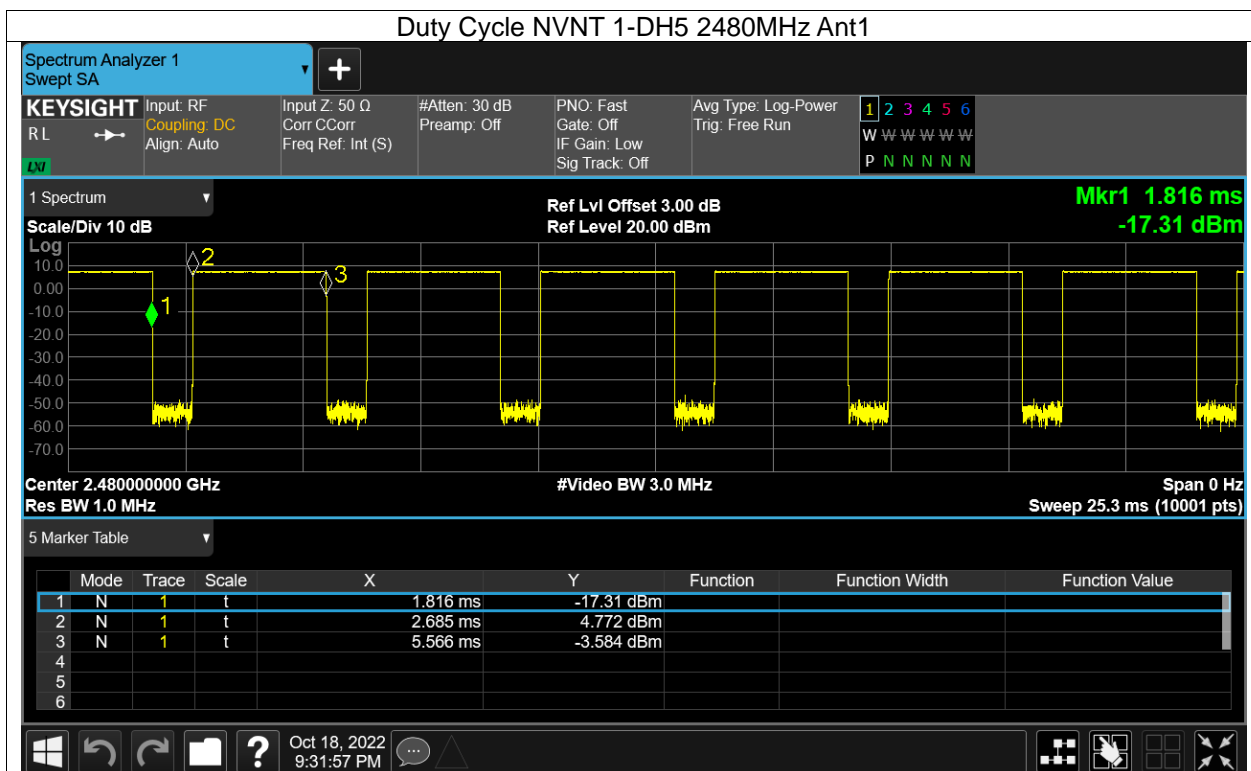 Duty Cycle NVNT 1-DH5 2480MHz Ant1
Spectrum Analyzer 1
Swept SA
KEYSIGHT
R L
LXI
Input: RF
Coupling: DC
Align: Auto
Input Z: 50 Ω
Corr CCorr
Freq Ref: Int (S)
#Atten: 30 dB
Preamp: Off
PNO: Fast
Gate: Off
IF Gain: Low
Sig Track: Off
Avg Type: Log-Power
Trig: Free Run
1 2 3 4 5 6
W W W W W W
P N N N N N
1 Spectrum
Scale/Div 10 dB
Ref Lvl Offset 3.00 dB
Ref Level 20.00 dBm
Mkr1 1.816 ms
-17.31 dBm
Log
10.0
0.00
-10.0
-20.0
-30.0
-40.0
-50.0
-60.0
-70.0
1
2
3
Center 2.480000000 GHz
Res BW 1.0 MHz
#Video BW 3.0 MHz
Span 0 Hz
Sweep 25.3 ms (10001 pts)
5 Marker Table
Mode Trace Scale X Y Function Function Width Function Value
1 N 1 t 1.816 ms -17.31 dBm
2 N 1 t 2.685 ms 4.772 dBm
3 N 1 t 5.566 ms -3.584 dBm
4
5
6
?
Oct 18, 2022
9:31:57 PM